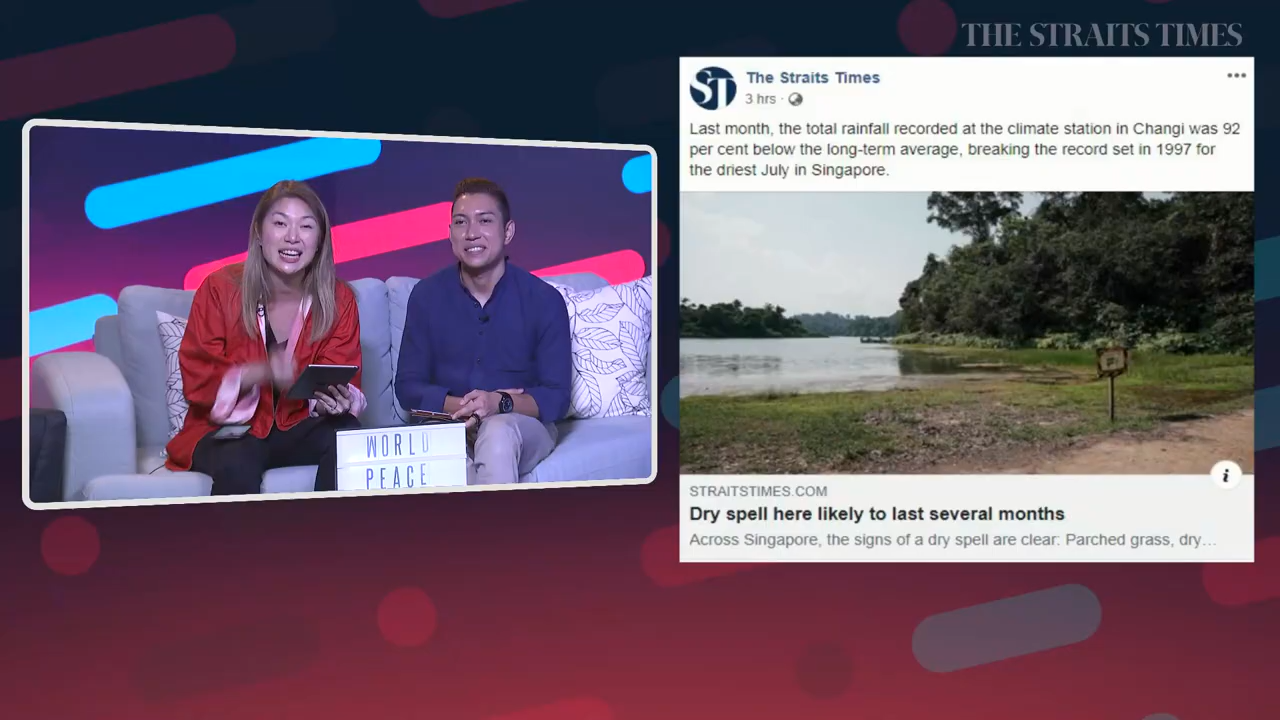 THE STRAITS TIMES
ST The Straits Times
3 hrs ·
Last month, the total rainfall recorded at the climate station in Changi was 92
per cent below the long-term average, breaking the record set in 1997 for
the driest July in Singapore.
WORLD
PEACE
i
STRAITSTIMES.COM
Dry spell here likely to last several months
Across Singapore, the signs of a dry spell are clear: Parched grass, dry...